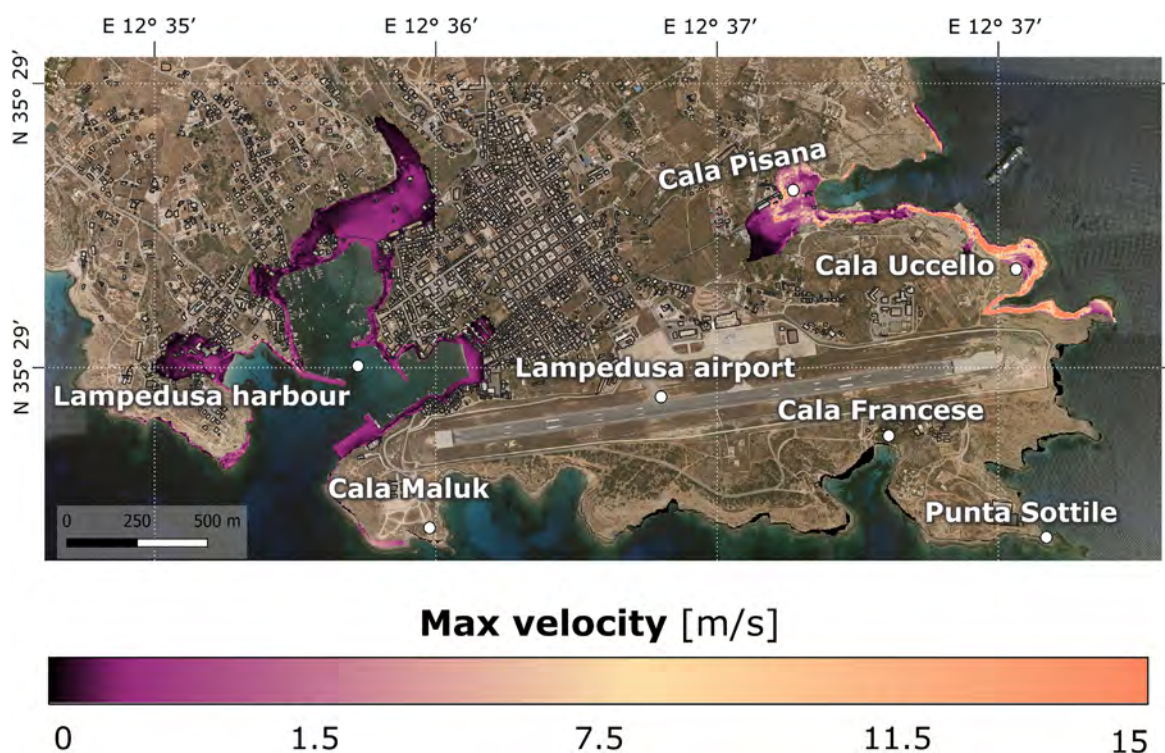 E 12° 35’ E 12° 36’ E 12° 37’ E 12° 37’
N 35° 29’
Cala Pisana
Cala Uccello
N 35° 29’
Lampedusa airport
Lampedusa harbour
Cala Francese
Cala Maluk
Punta Sottile
0 250 500 m
Max velocity [m/s]
0 1.5 7.5 11.5 15